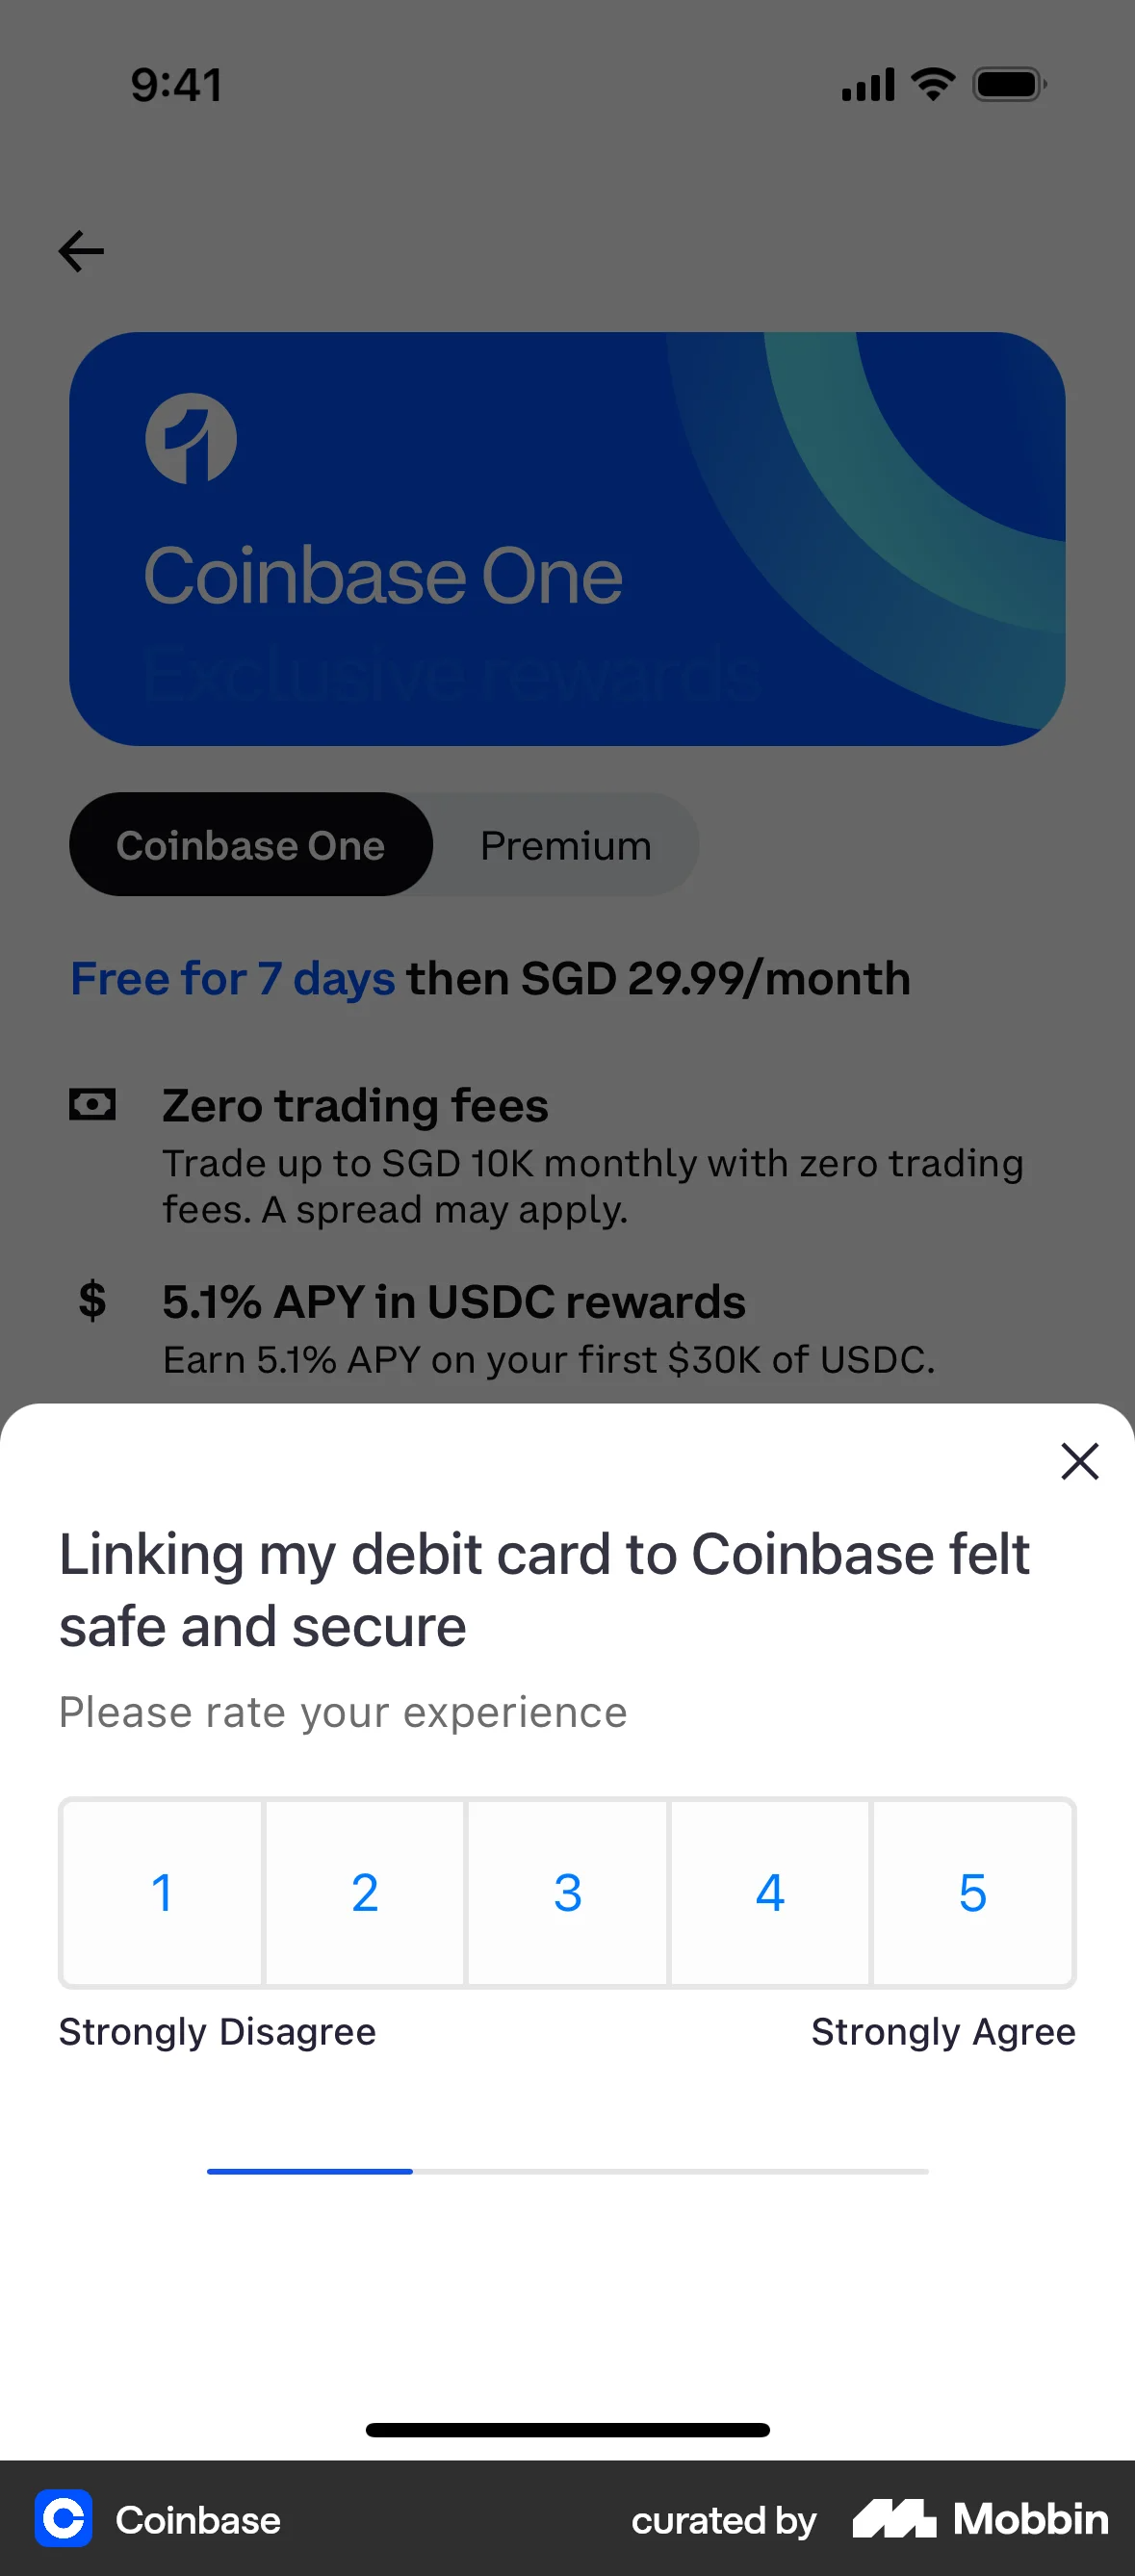 9:41
Coinbase One
Exclusive rewards
Coinbase One
Premium
Free for 7 days then SGD 29.99/month
Zero trading fees
Trade up to SGD 10K monthly with zero trading
fees. A spread may apply.
$
5.1% APY in USDC rewards
Earn 5.1% APY on your first $30K of USDC.
Linking my debit card to Coinbase felt
safe and secure
Please rate your experience
1
2
3
4
5
Strongly Disagree
Strongly Agree
Coinbase
curated by
Mobbin